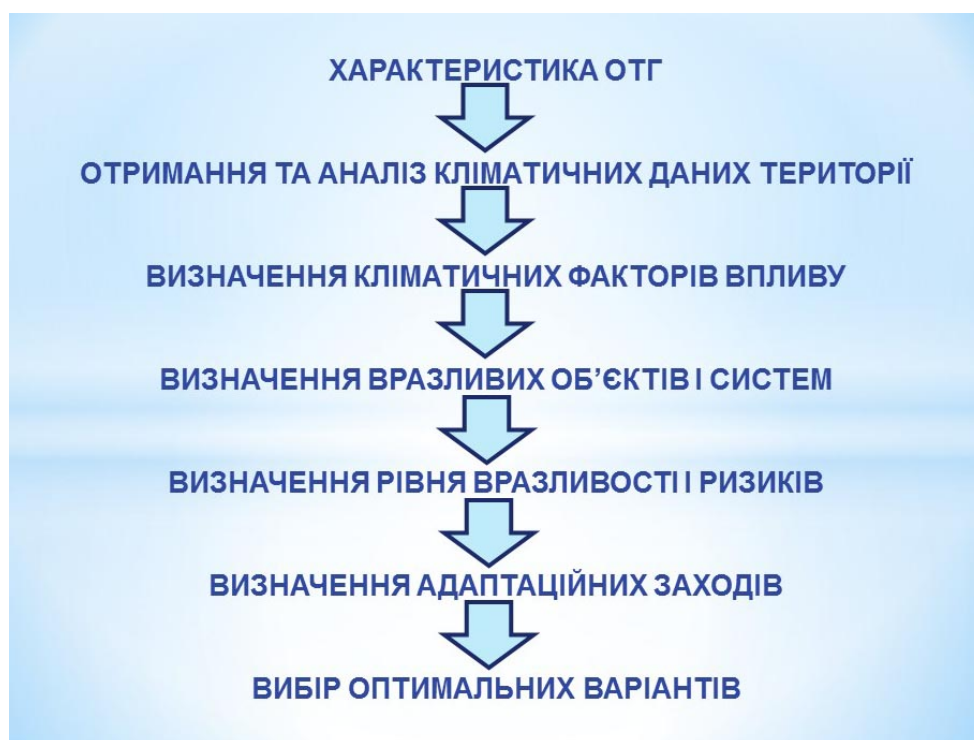 ХАРАКТЕРИСТИКА ОТГ
ОТРИМАННЯ ТА АНАЛІЗ КЛІМАТИЧНИХ ДАНИХ ТЕРИТОРІЇ
ВИЗНАЧЕННЯ КЛІМАТИЧНИХ ФАКТОРІВ ВПЛИВУ
ВИЗНАЧЕННЯ ВРАЗЛИВИХ ОБ’ЄКТІВ І СИСТЕМ
ВИЗНАЧЕННЯ РІВНЯ ВРАЗЛИВОСТІ І РИЗИКІВ
ВИЗНАЧЕННЯ АДАПТАЦІЙНИХ ЗАХОДІВ
ВИБІР ОПТИМАЛЬНИХ ВАРІАНТІВ